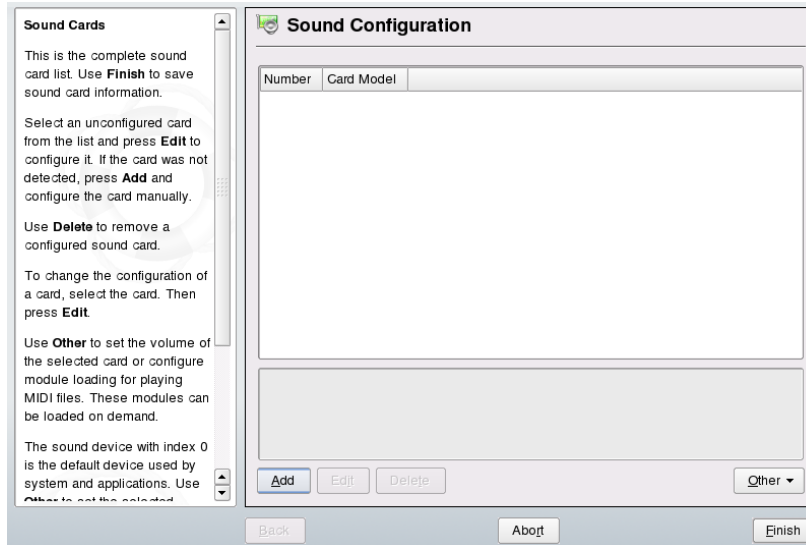 Sound Cards
This is the complete sound
card list. Use Finish to save
sound card information.
Select an unconfigured card
from the list and press Edit to
configure it. If the card was not
detected, press Add and
configure the card manually.
Use Delete to remove a
configured sound card.
To change the configuration of
a card, select the card. Then
press Edit.
Use Other to set the volume of
the selected card or configure
module loading for playing
MIDI files. These modules can
be loaded on demand.
The sound device with index 0
is the default device used by
system and applications. Use
Other to set the selected
Sound Configuration
Number Card Model
Add Edit Delete Other
Back Abort Finish